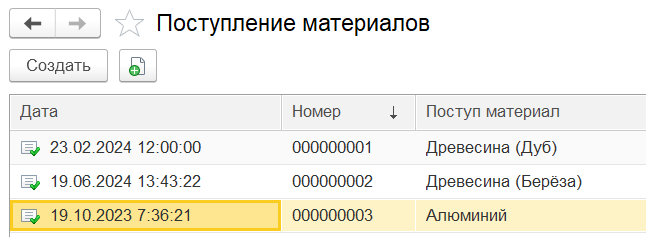 Поступление материалов
Создать
Дата Номер ↓ Поступ материал
23.02.2024 12:00:00 000000001 Древесина (Дуб)
19.06.2024 13:43:22 000000002 Древесина (Берёза)
19.10.2023 7:36:21 000000003 Алюминий